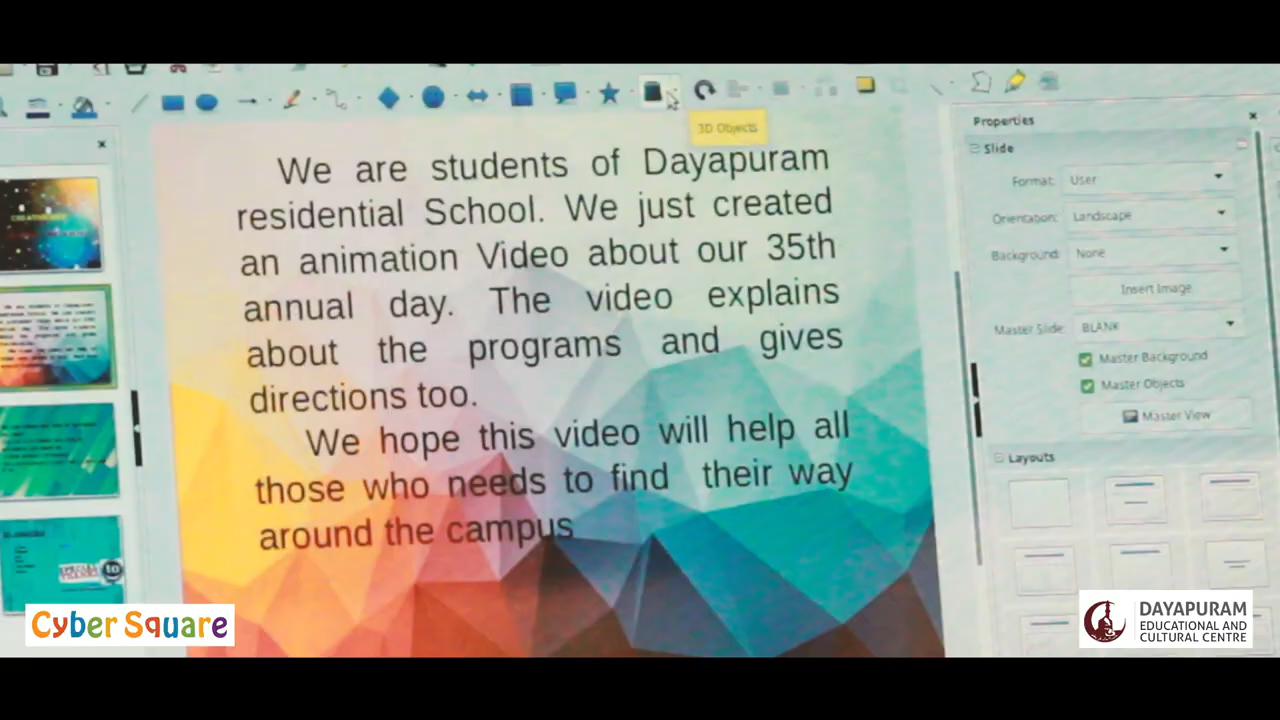 3D Objects
We are students of Dayapuram
residential School. We just created
an animation Video about our 35th
annual day. The video explains
about the programs and gives
directions too.
We hope this video will help all
those who needs to find their way
around the campus
Properties
Slide
Format: User
Orientation: Landscape
Background: None
Insert Image
Master Slide: BLANK
Master Background
Master Objects
Master View
Layouts
Cyber Square
DAYAPURAM
EDUCATIONAL AND
CULTURAL CENTRE